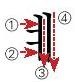 ① ㅖ ④
②
③